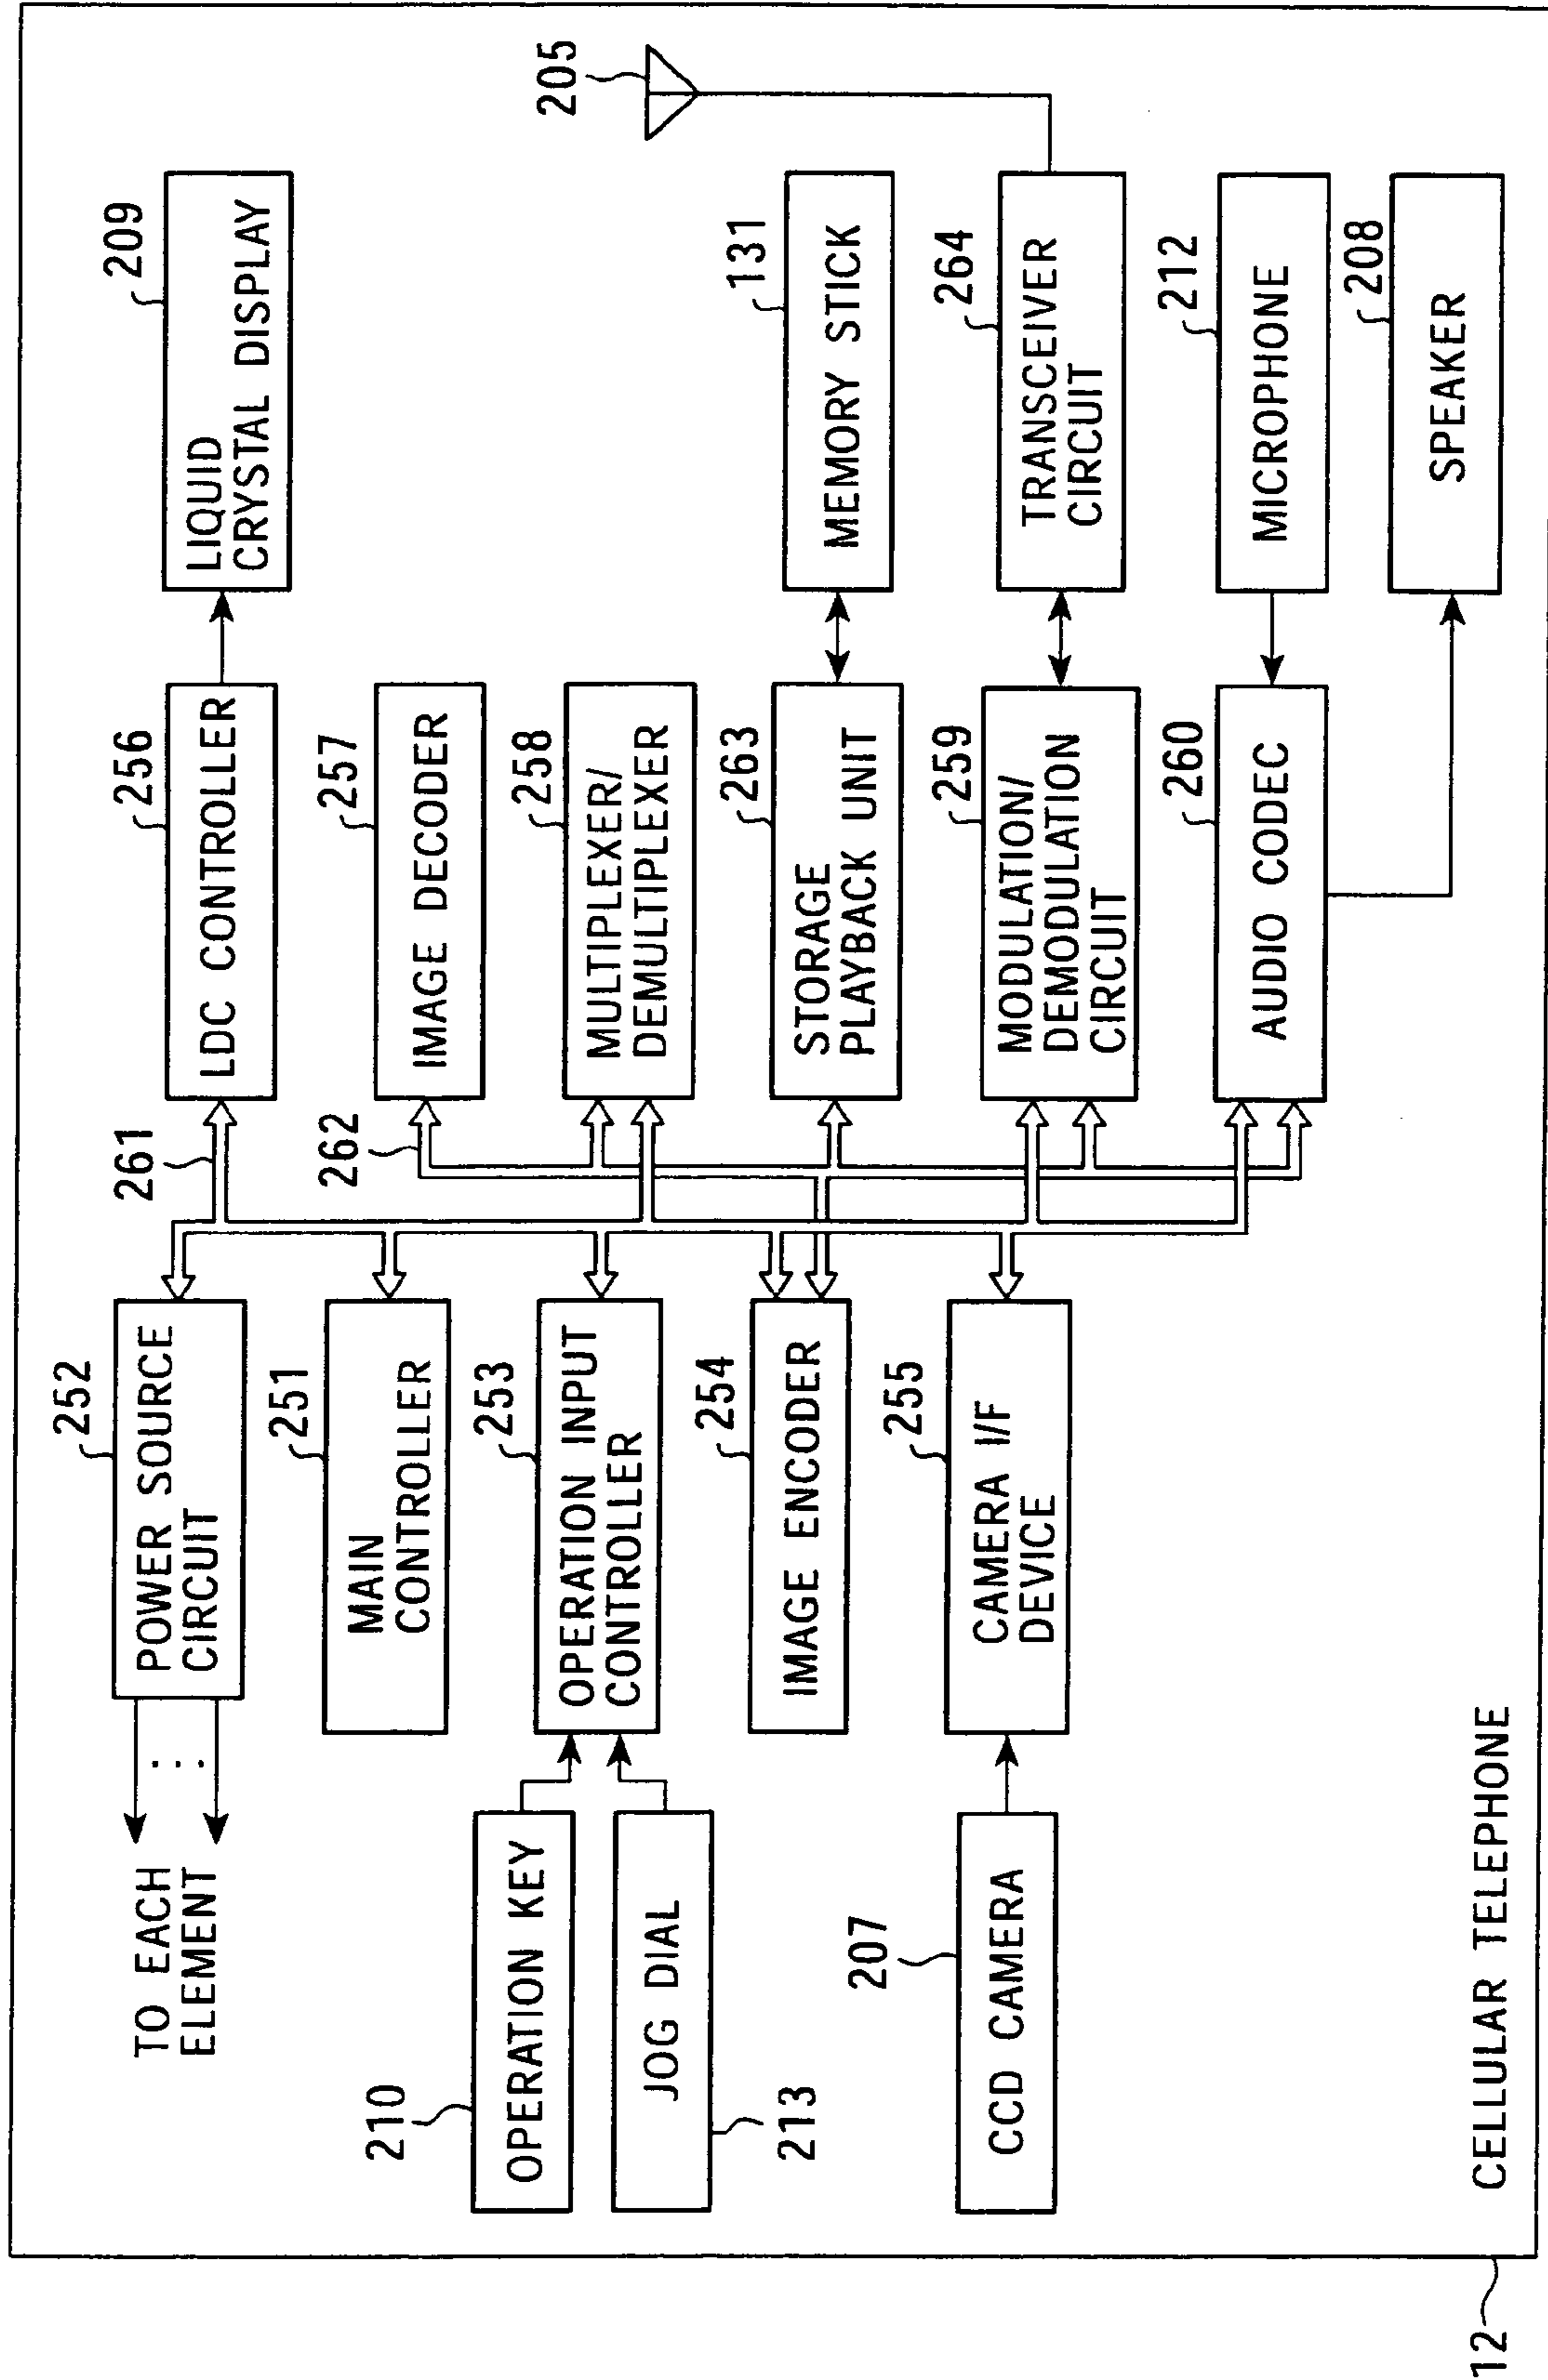 252
POWER SOURCE
CIRCUIT
TO EACH
ELEMENT
251
MAIN
CONTROLLER
210
OPERATION KEY
JOG DIAL
213
253
OPERATION INPUT
CONTROLLER
254
IMAGE ENCODER
207
CCD CAMERA
255
CAMERA I/F
DEVICE
261
262
256
LDC CONTROLLER
209
LIQUID
CRYSTAL DISPLAY
257
IMAGE DECODER
258
MULTIPLEXER/
DEMULTIPLEXER
205
263
STORAGE
PLAYBACK UNIT
131
MEMORY STICK
259
MODULATION/
DEMODULATION
CIRCUIT
264
TRANSCEIVER
CIRCUIT
260
AUDIO CODEC
212
MICROPHONE
208
SPEAKER
CELLULAR TELEPHONE
12